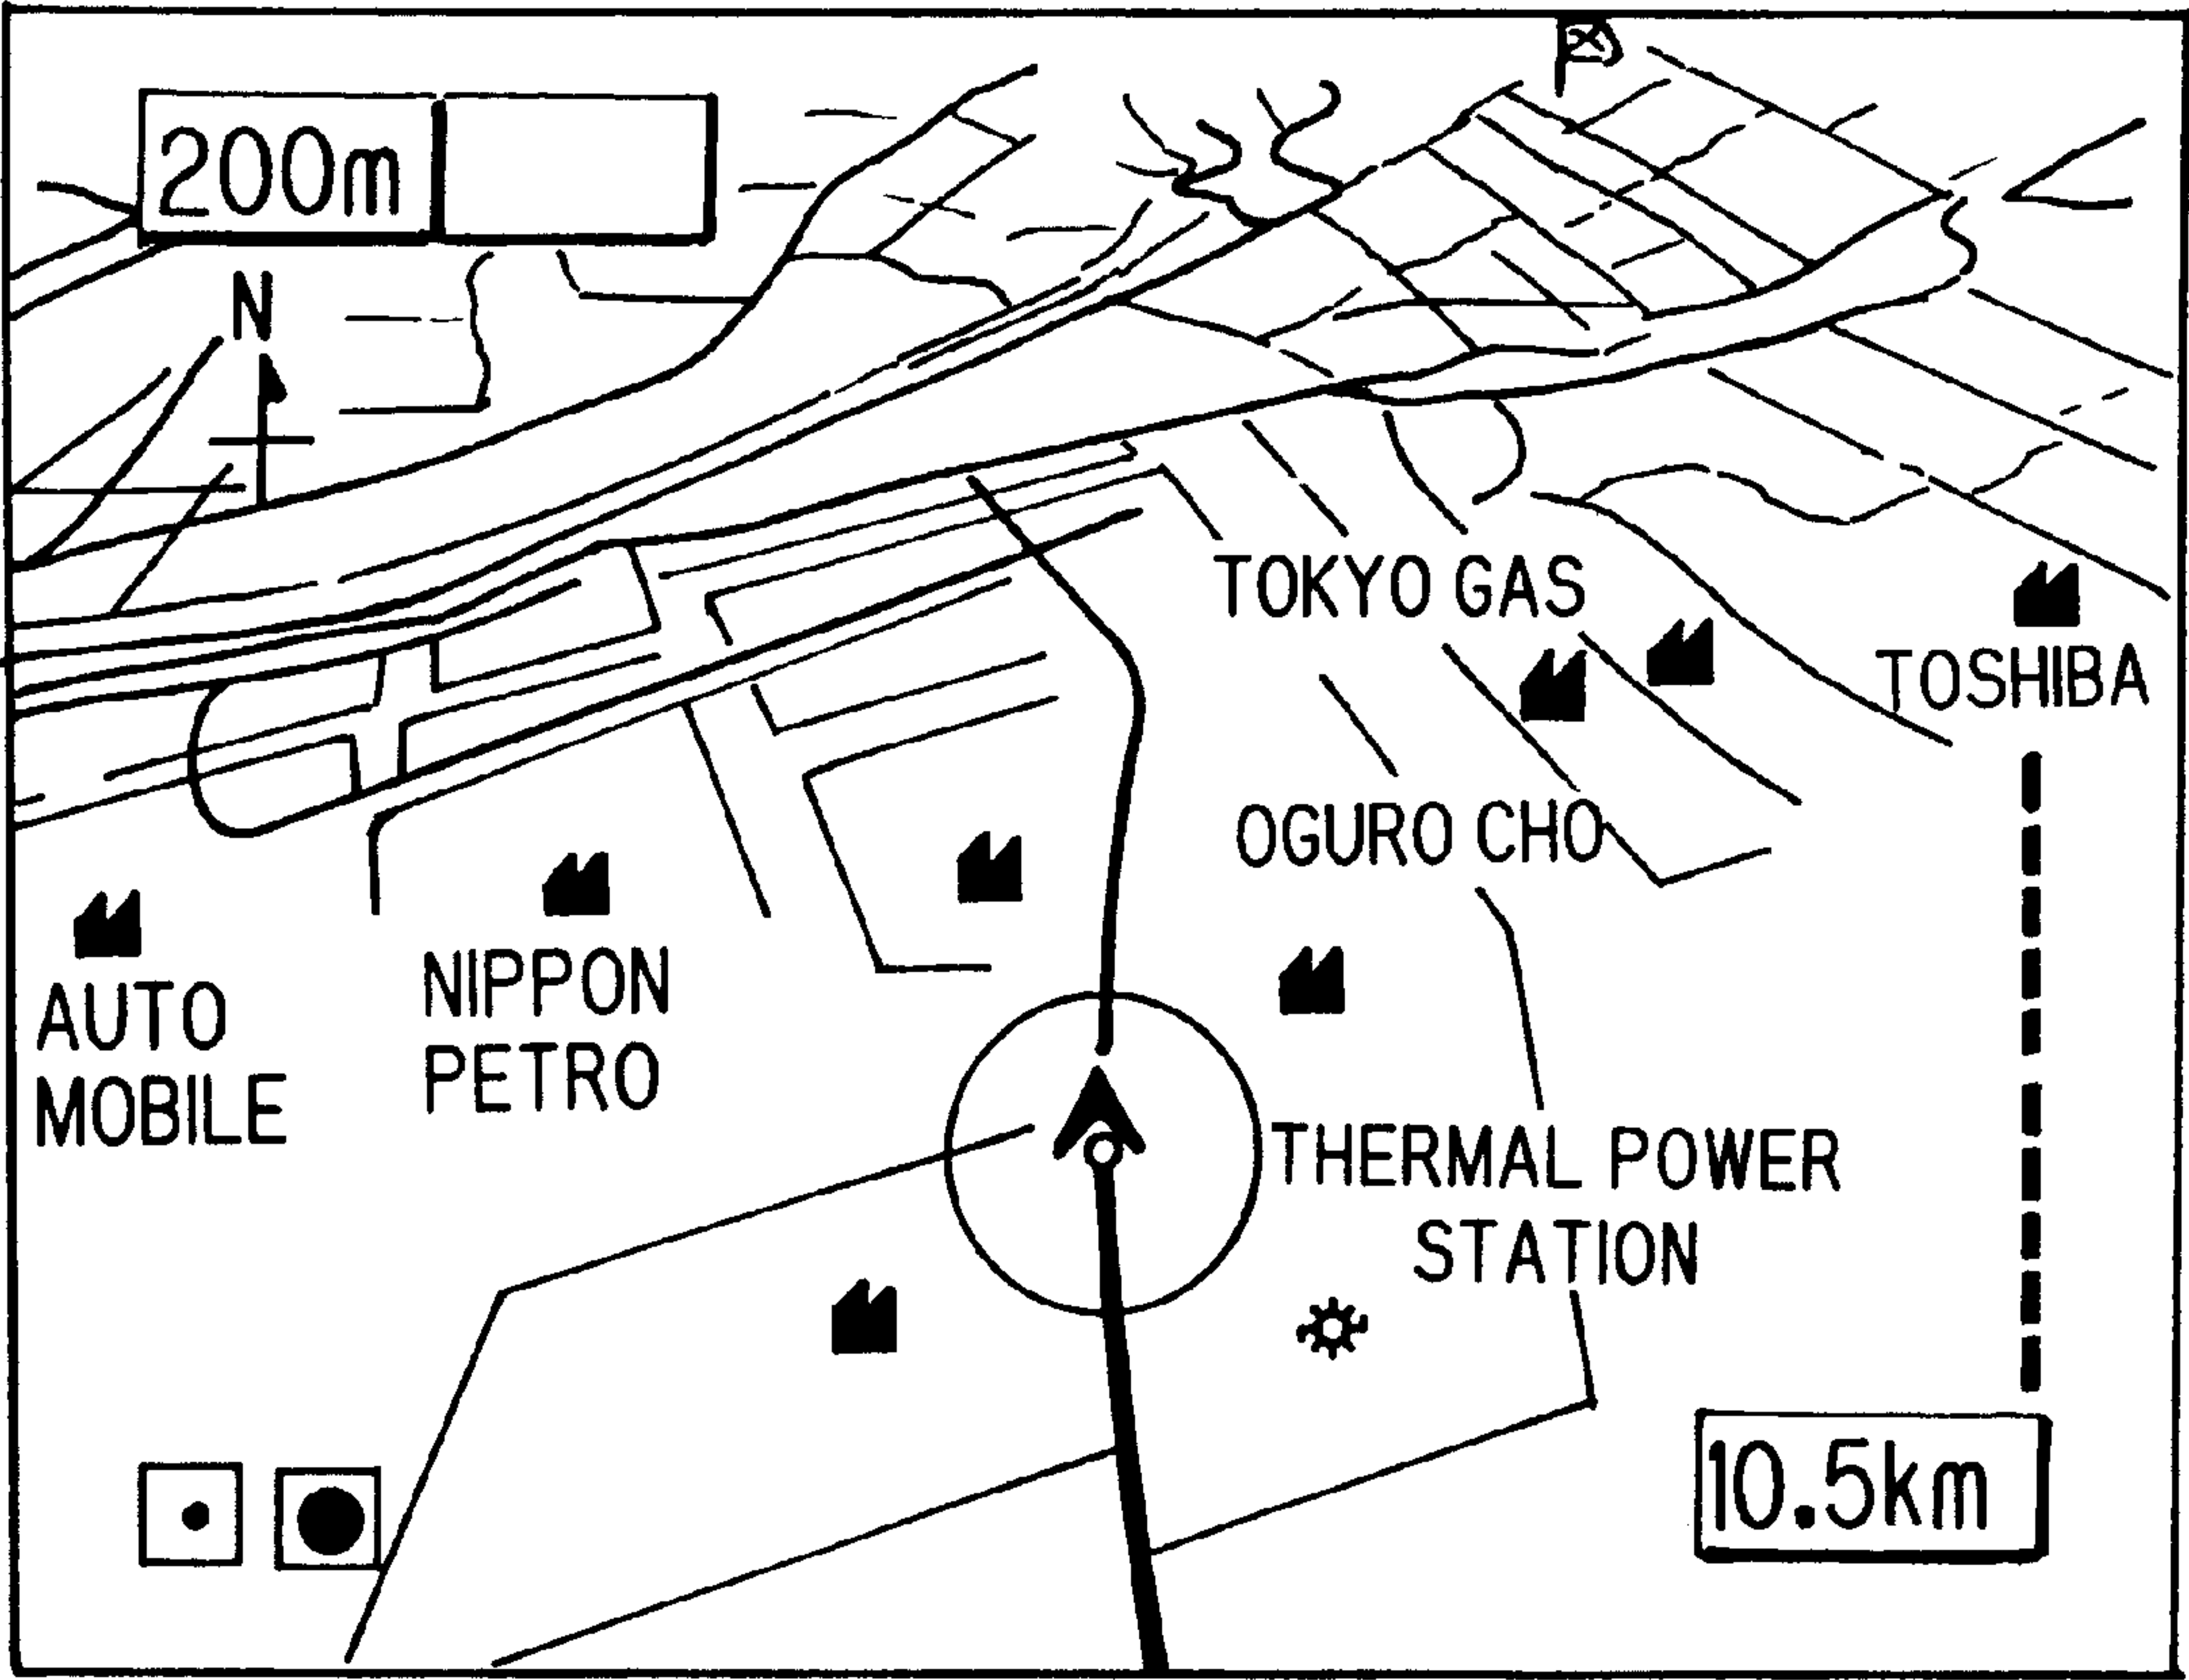 200m
N
TOKYO GAS
TOSHIBA
OGURO CHO
NIPPON
PETRO
AUTO
MOBILE
THERMAL POWER
STATION
10.5km